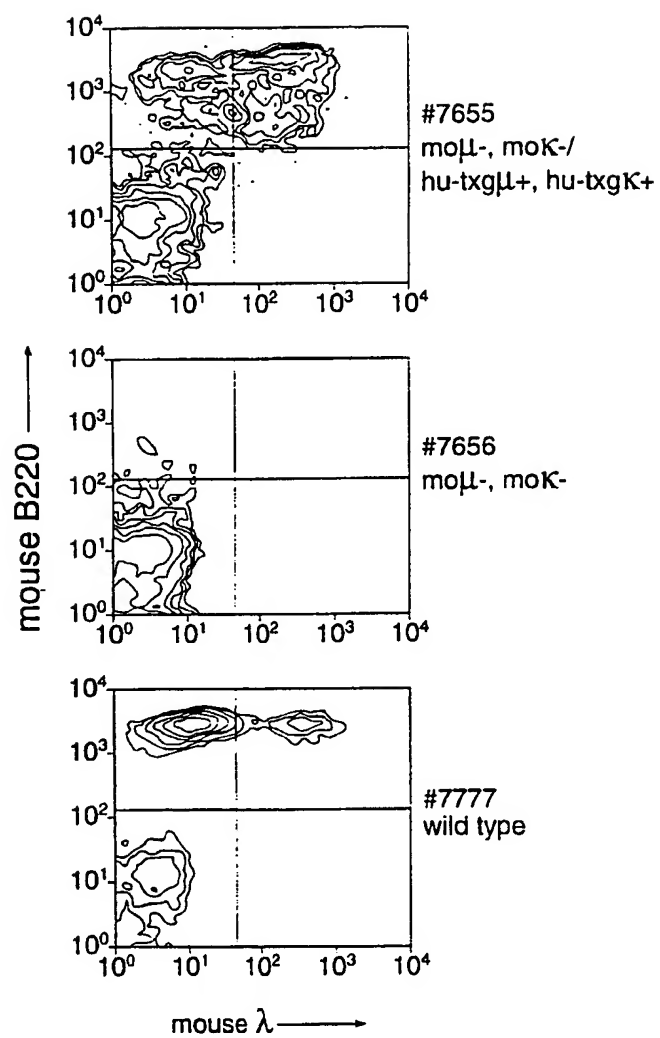 10⁴
10³
10²
10¹
10⁰
10⁰ 10¹ 10² 10³ 10⁴
#7655
moμ-, moκ-/
hu-txgμ+, hu-txgκ+
10⁴
10³
10²
10¹
10⁰
10⁰ 10¹ 10² 10³ 10⁴
#7656
moμ-, moκ-
10⁴
10³
10²
10¹
10⁰
10⁰ 10¹ 10² 10³ 10⁴
#7777
wild type
mouse B220
mouse λ